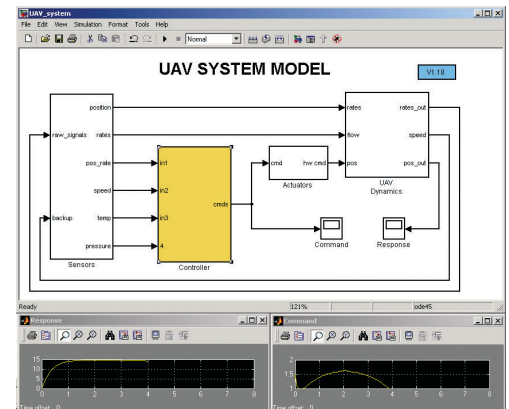 UAV_system
File Edit View Simulation Format Tools Help
Normal
UAV SYSTEM MODEL
V1.18
position
rates
rates_out
raw_signals
rates
flow
speed
pos_rate
in1
cmd
hw cmd
pos
pos_out
Actuators
UAV
Dynamics
speed
in2
cmds
backup
temp
in3
Command
Response
pressure
4
Sensors
Controller
Ready
121%
ode45
Response
15
10
5
0
0 1 2 3 4 5 6 7 8
Time offset: 0
Command
2
1.5
1
0 1 2 3 4 5 6 7 8
Time offset: 0